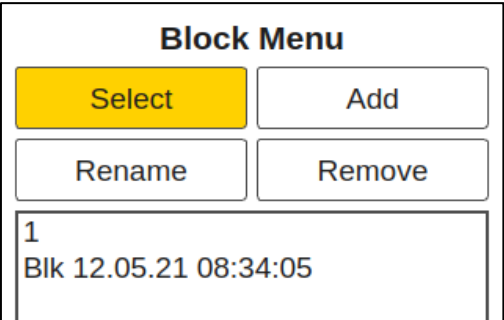 Block Menu
Select Add
Rename Remove
1
Blk 12.05.21 08:34:05